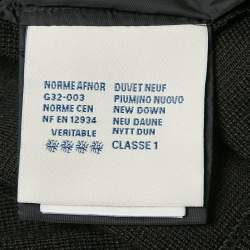 NORME AFNOR DUVET NEUF
G32-003 PIUMINO NUOVO
NORME CEN NEW DOWN
NF EN 12934 NEU DAUNE
VERITABLE NYTT DUN
CLASSE 1